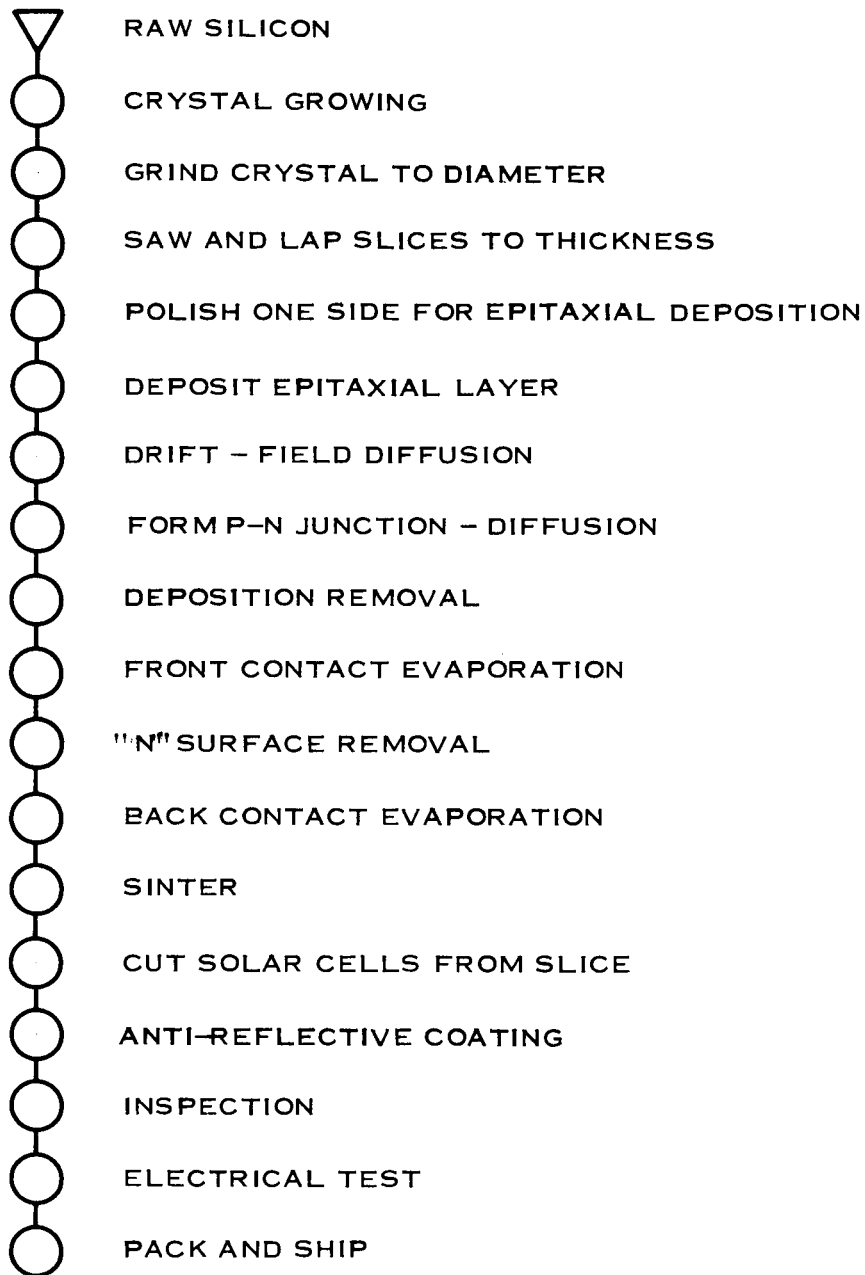 RAW SILICON
CRYSTAL GROWING
GRIND CRYSTAL TO DIAMETER
SAW AND LAP SLICES TO THICKNESS
POLISH ONE SIDE FOR EPITAXIAL DEPOSITION
DEPOSIT EPITAXIAL LAYER
DRIFT – FIELD DIFFUSION
FORM P–N JUNCTION – DIFFUSION
DEPOSITION REMOVAL
FRONT CONTACT EVAPORATION
"N" SURFACE REMOVAL
BACK CONTACT EVAPORATION
SINTER
CUT SOLAR CELLS FROM SLICE
ANTI–REFLECTIVE COATING
INSPECTION
ELECTRICAL TEST
PACK AND SHIP